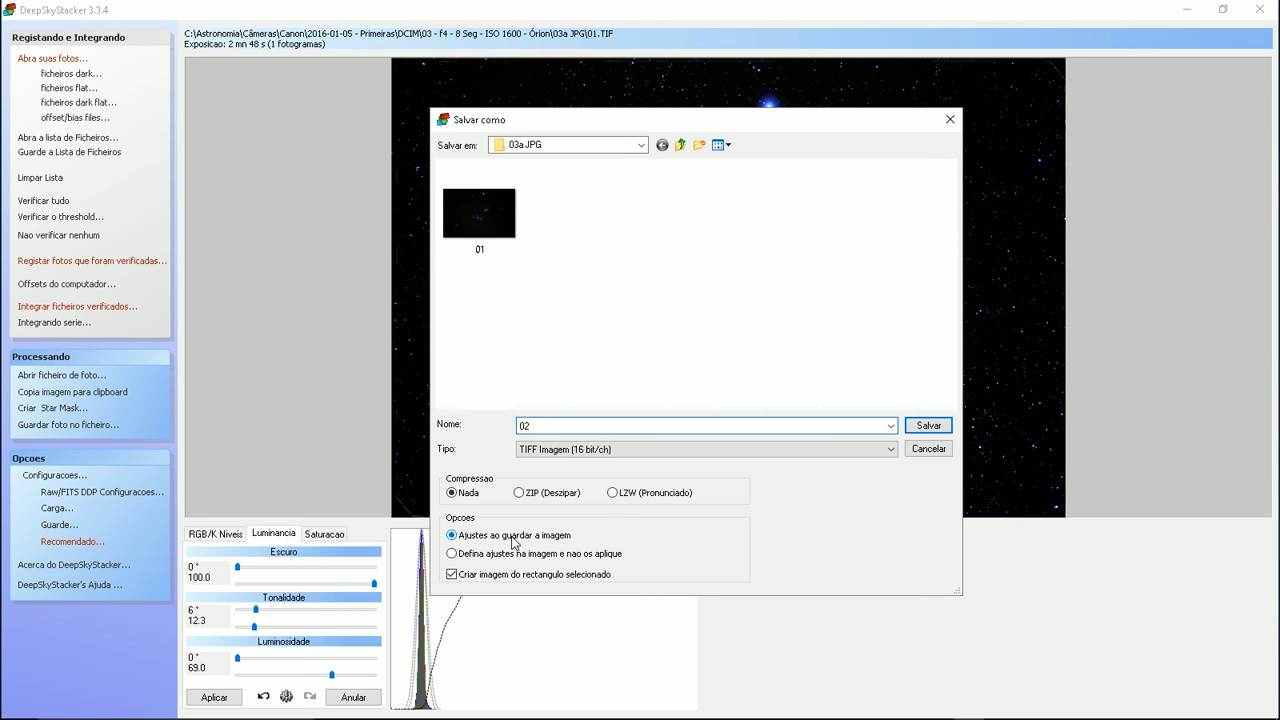 DeepSkyStacker 3.3.4
Registando e Integrando
Abra suas fotos...
ficheiros dark...
ficheiros flat...
ficheiros dark flat...
offset/bias files...
Abra a lista de Ficheiros...
Guarde a Lista de Ficheiros
Limpar Lista
Verificar tudo
Verificar o threshold...
Nao verificar nenhum
Registar fotos que foram verificadas...
Offsets do computador...
Integrar ficheiros verificados...
Integrando serie...
Processando
Abrir ficheiro de foto...
Copia imagem para clipboard
Criar Star Mask...
Guardar foto no ficheiro...
Opcoes
Configuracoes...
Raw/FITS DDP Configuracoes...
Carga...
Guarde...
Recomendado...
Acerca do DeepSkyStacker...
DeepSkyStacker's Ajuda ...
C:\Astronomia\Câmeras\Canon\2016-01-05 - Primeiras\DCIM\03 - f4 - 8 Seg - ISO 1600 - Órion\03a JPG\01.TIF
Exposicao: 2 mn 48 s (1 fotogramas)
Salvar como
Salvar em:
03a JPG
01
Nome:
02
Salvar
Tipo:
TIFF Imagem (16 bit/ch)
Cancelar
Compressao
Nada
ZIP (Deszipar)
LZW (Pronunciado)
Opcoes
Ajustes ao guardar a imagem
Defina ajustes na imagem e nao os aplique
Criar imagem do rectangulo selecionado
RGB/K Niveis
Luminancia
Saturacao
Escuro
0 °
100.0
Tonalidade
6 °
12.3
Luminosidade
0 °
69.0
Aplicar
Anular